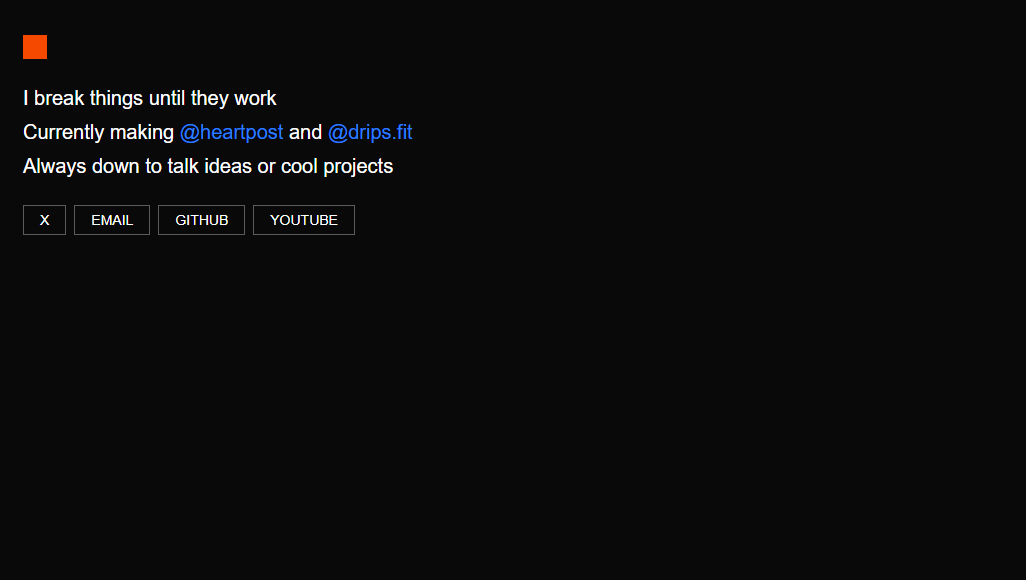 I break things until they work
Currently making @heartpost and @drips.fit
Always down to talk ideas or cool projects
X EMAIL GITHUB YOUTUBE